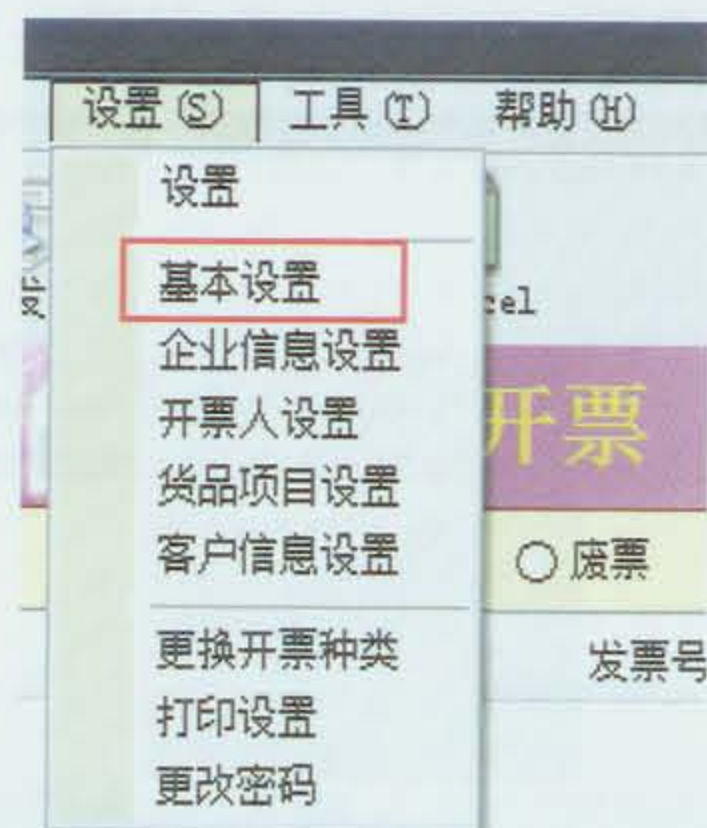 设置(S) 工具(T) 帮助(H)
设置
基本设置
cel
企业信息设置
开票人设置
开票
货品项目设置
客户信息设置
废票
更换开票种类
发票号
打印设置
更改密码